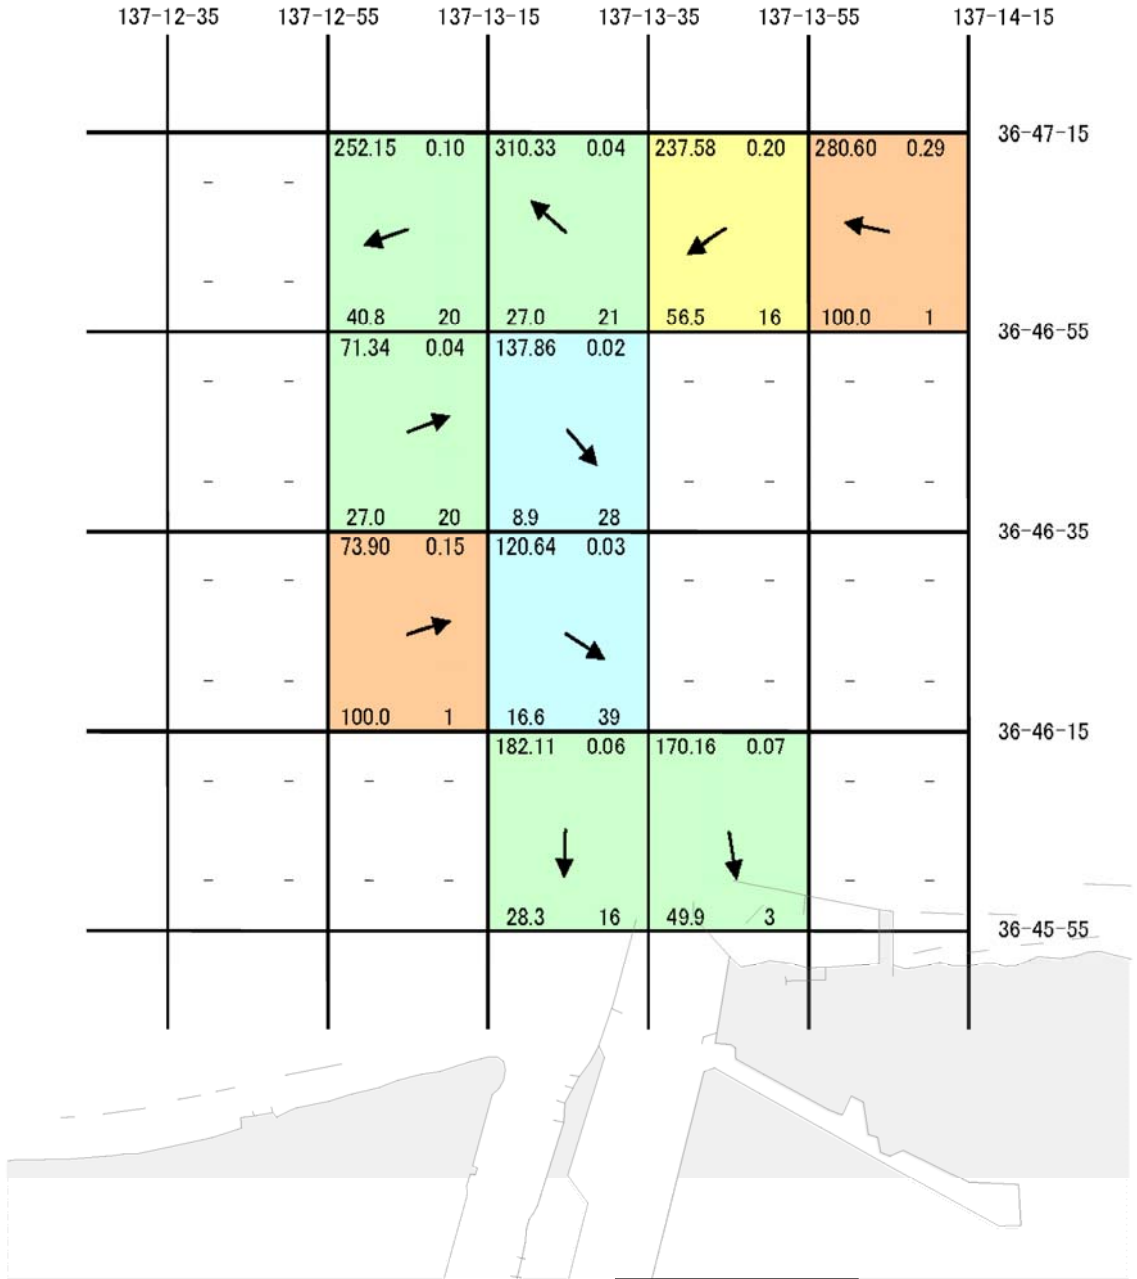 137-12-35 137-12-55 137-13-15 137-13-35 137-13-55 137-14-15
36-47-15
252.15 0.10 310.33 0.04 237.58 0.20 280.60 0.29
- -
- -
40.8 20 27.0 21 56.5 16 100.0 1
36-46-55
71.34 0.04 137.86 0.02
- - - - - -
- - - - - -
27.0 20 8.9 28
36-46-35
73.90 0.15 120.64 0.03
- - - - - -
- - - - - -
100.0 1 16.6 39
36-46-15
182.11 0.06 170.16 0.07
- - - - - -
- - - - - -
28.3 16 49.9 3
36-45-55